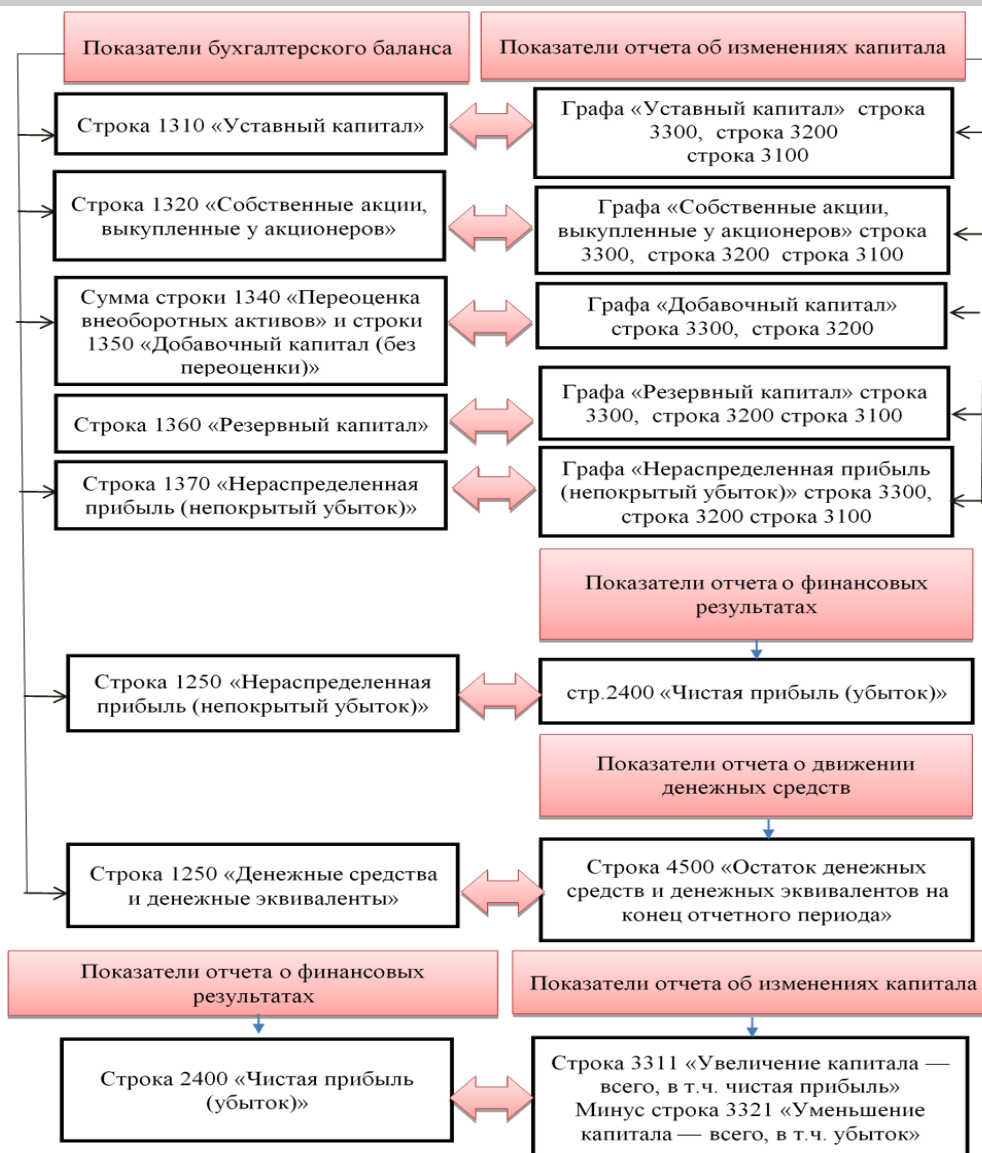 Показатели бухгалтерского баланса
Показатели отчета об изменениях капитала
Строка 1310 «Уставный капитал»
Графа «Уставный капитал» строка
3300, строка 3200
строка 3100
Строка 1320 «Собственные акции,
выкупленные у акционеров»
Графа «Собственные акции,
выкупленные у акционеров» строка
3300, строка 3200 строка 3100
Сумма строки 1340 «Переоценка
внеоборотных активов» и строки
1350 «Добавочный капитал (без
переоценки)»
Графа «Добавочный капитал»
строка 3300, строка 3200
Строка 1360 «Резервный капитал»
Графа «Резервный капитал» строка
3300, строка 3200 строка 3100
Строка 1370 «Нераспределенная
прибыль (непокрытый убыток)»
Графа «Нераспределенная прибыль
(непокрытый убыток)» строка 3300,
строка 3200 строка 3100
Показатели отчета о финансовых
результатах
Строка 1250 «Нераспределенная
прибыль (непокрытый убыток)»
стр.2400 «Чистая прибыль (убыток)»
Показатели отчета о движении
денежных средств
Строка 1250 «Денежные средства
и денежные эквиваленты»
Строка 4500 «Остаток денежных
средств и денежных эквивалентов на
конец отчетного периода»
Показатели отчета о финансовых
результатах
Показатели отчета об изменениях капитала
Строка 2400 «Чистая прибыль
(убыток)»
Строка 3311 «Увеличение капитала —
всего, в т.ч. чистая прибыль»
Минус строка 3321 «Уменьшение
капитала — всего, в т.ч. убыток»